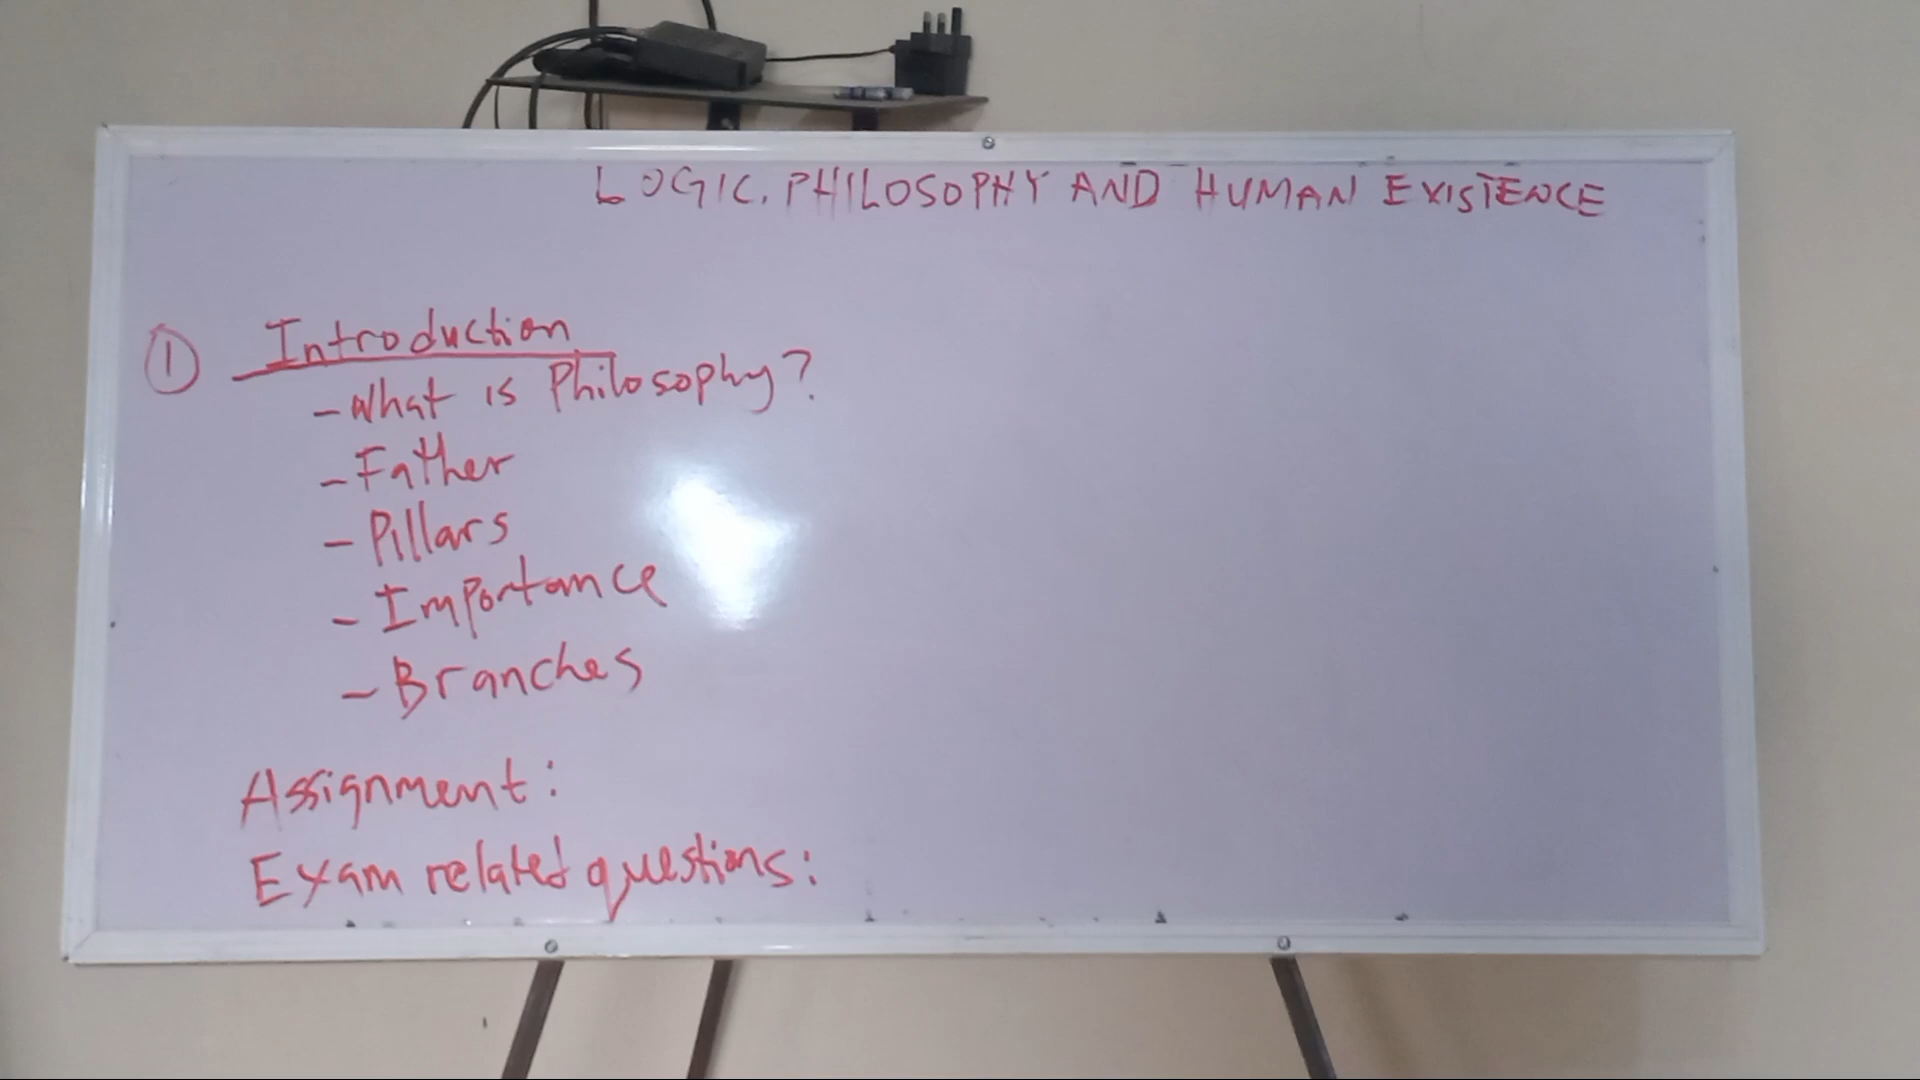 LOGIC, PHILOSOPHY AND HUMAN EXISTENCE
① Introduction
- What is Philosophy?
- Father
- Pillars
- Importance
- Branches
Assignment:
Exam related questions: